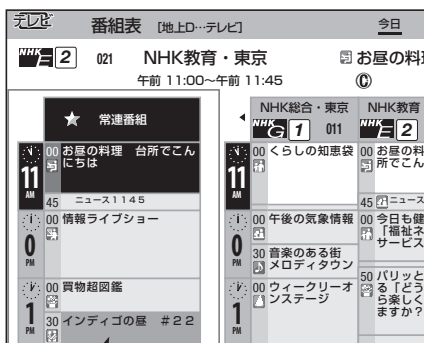 テレビ 番組表 [地上D…テレビ] 今日
NHK E 2 021 NHK教育・東京 お昼の料理
午前 11:00~午前 11:45
★ 常連番組
11 AM
00 お昼の料理 台所でこん
にちは
45 ニュース1145
0 PM
00 情報ライブショー
1 PM
00 買物超図鑑
30 インディゴの昼 #22
NHK総合・東京
NHK G 1 011
11 AM
00 くらしの知恵袋
0 PM
00 午後の気象情報
30 音楽のある街
メロディタウン
1 PM
00 ウィークリーオ
ンステージ
NHK教育
NHK E 2
00 お昼の料
所でこん
45 ニュース
00 今日も健
「福祉ネ
サービス
50 パリッと
る「どう
ら楽しく
ますか?